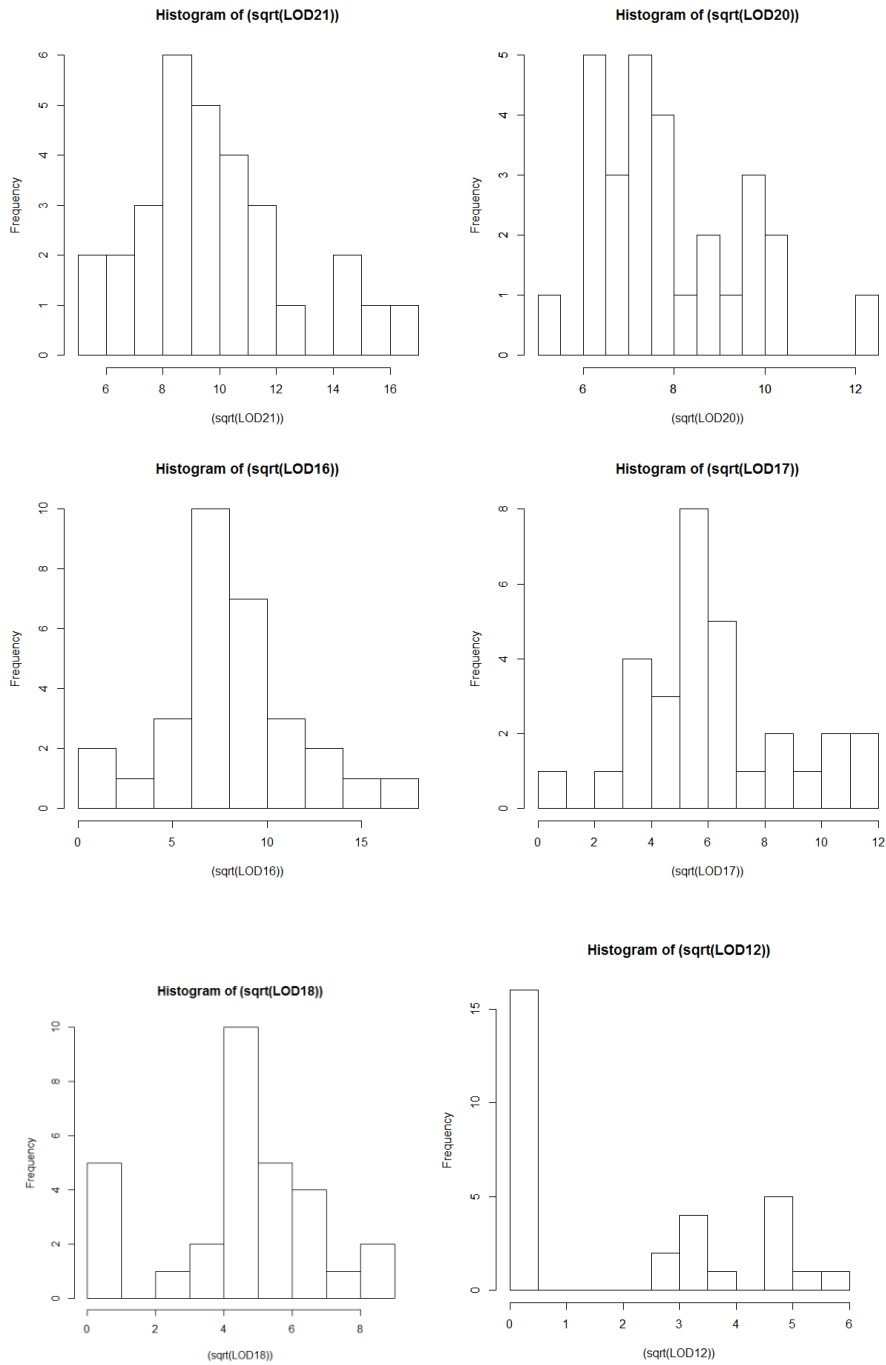 Histogram of (sqrt(LOD21))
Frequency
0 1 2 3 4 5 6
6 8 10 12 14 16
(sqrt(LOD21))
Histogram of (sqrt(LOD20))
Frequency
0 1 2 3 4 5
6 8 10 12
(sqrt(LOD20))
Histogram of (sqrt(LOD16))
Frequency
0 2 4 6 8 10
0 5 10 15
(sqrt(LOD16))
Histogram of (sqrt(LOD17))
Frequency
0 2 4 6 8
0 2 4 6 8 10 12
(sqrt(LOD17))
Histogram of (sqrt(LOD18))
Frequency
0 2 4 6 8 10
0 2 4 6 8
(sqrt(LOD18))
Histogram of (sqrt(LOD12))
Frequency
0 5 10 15
0 1 2 3 4 5 6
(sqrt(LOD12))